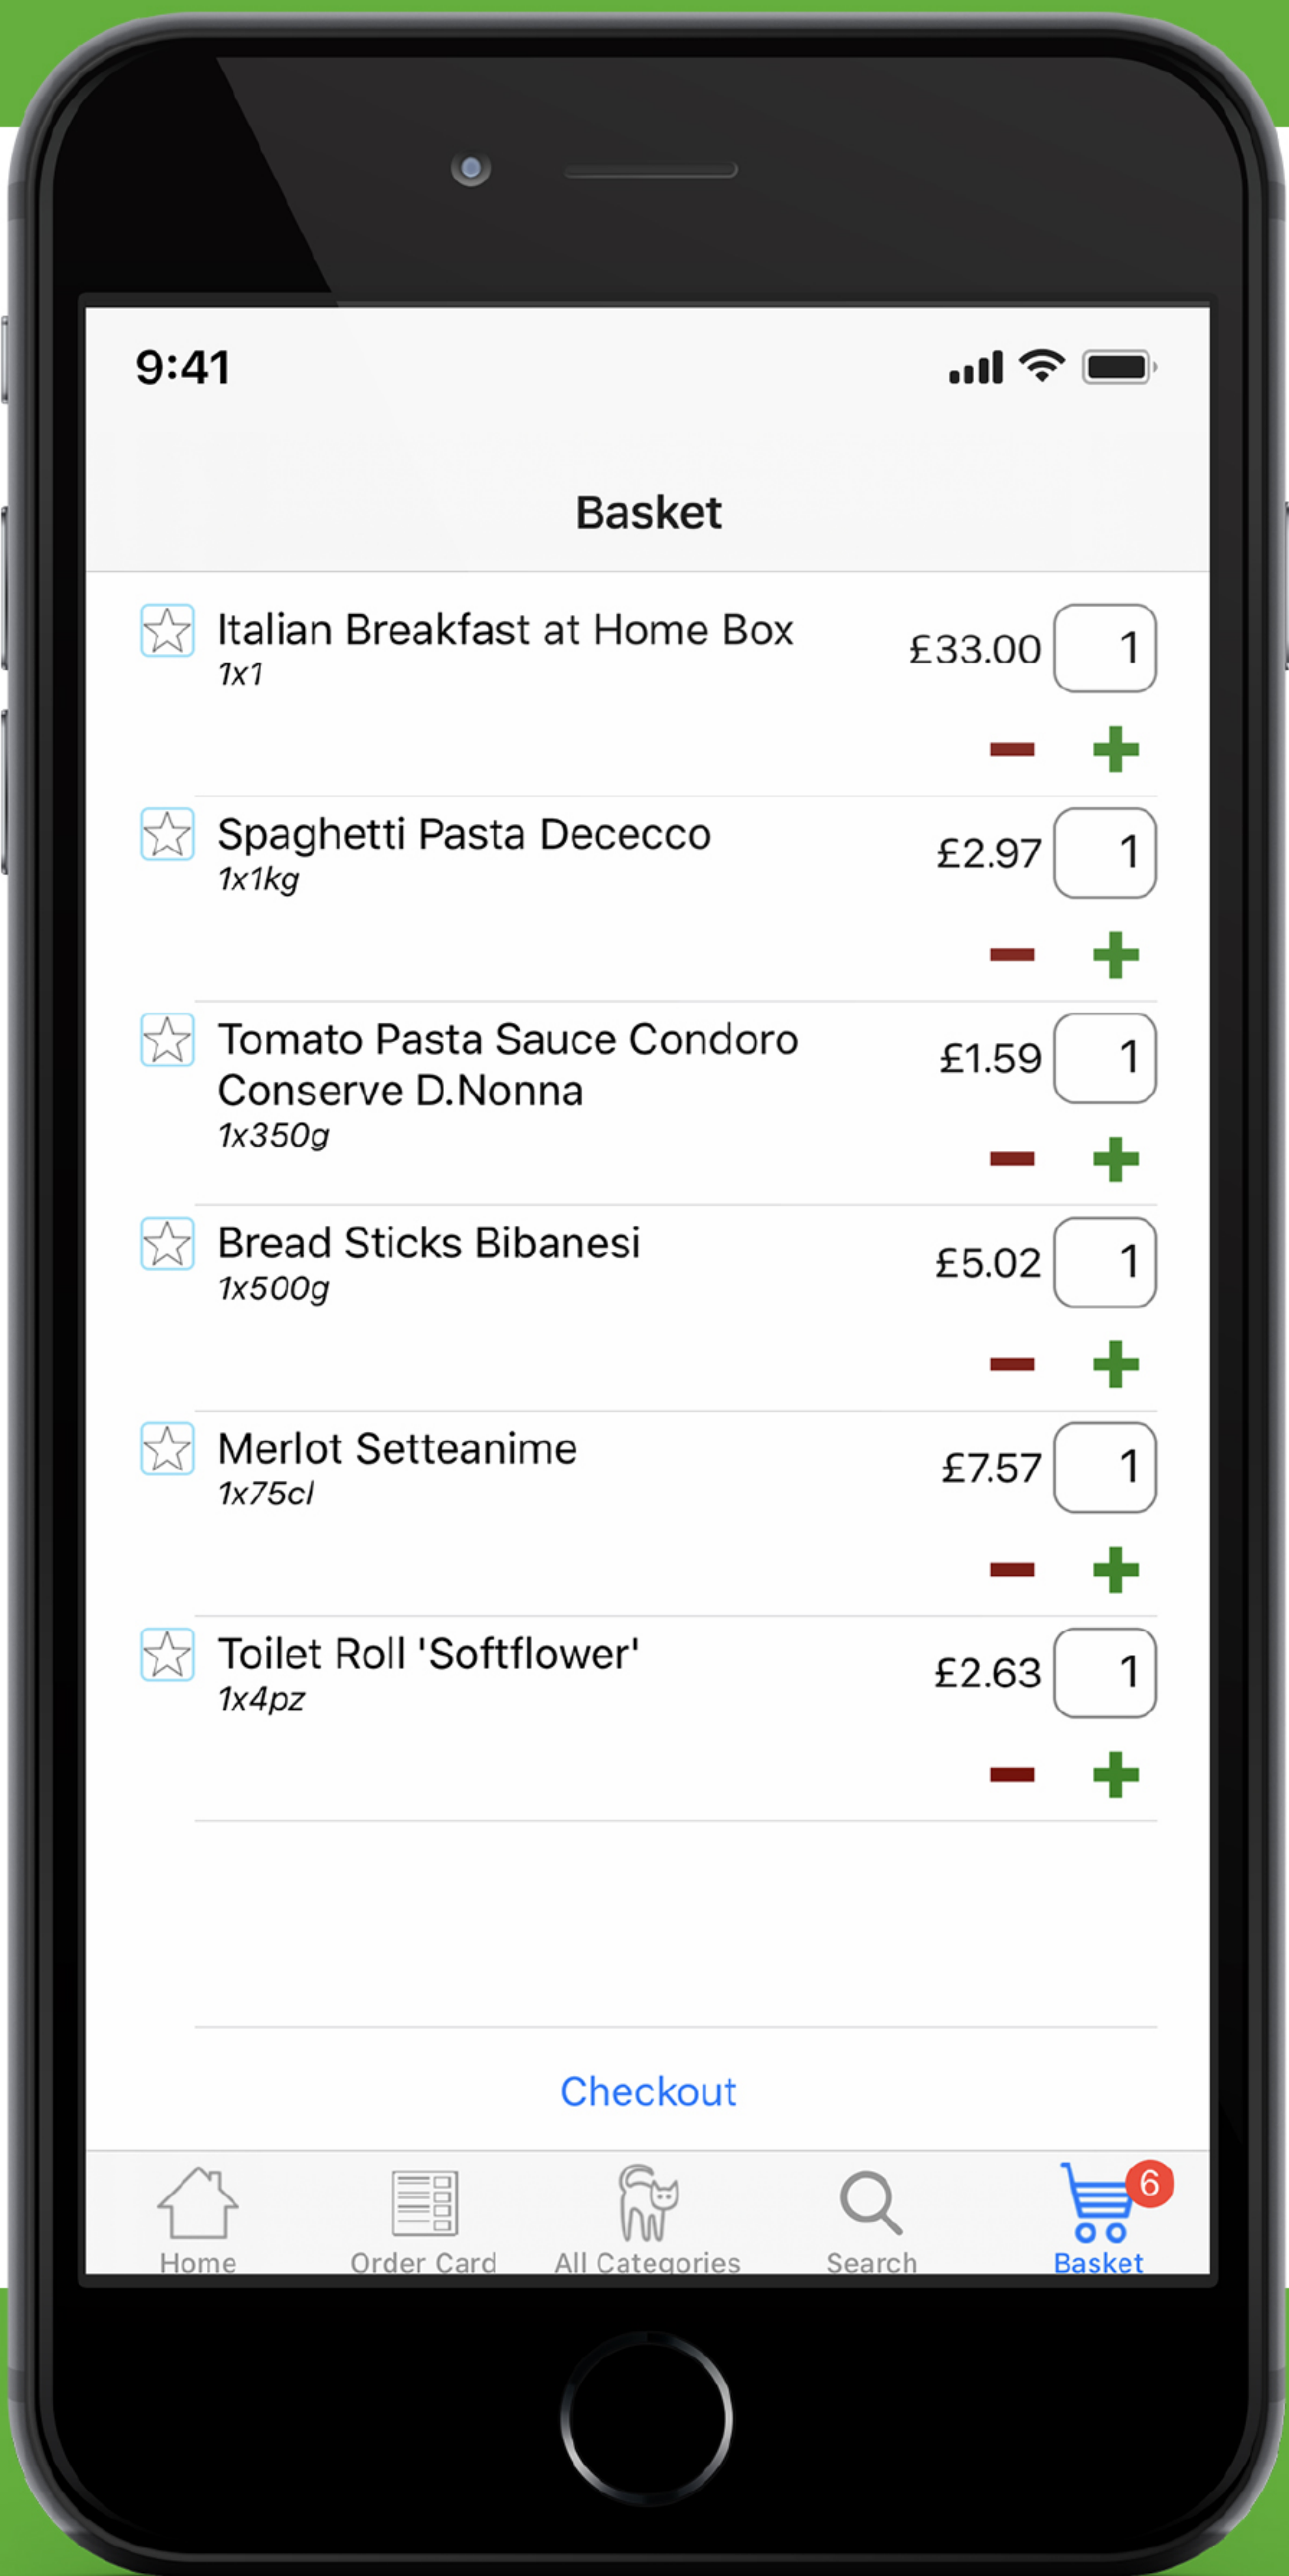 9:41
Basket
Italian Breakfast at Home Box
1x1
£33.00 1
Spaghetti Pasta Dececco
1x1kg
£2.97 1
Tomato Pasta Sauce Condoro
Conserve D.Nonna
1x350g
£1.59 1
Bread Sticks Bibanesi
1x500g
£5.02 1
Merlot Setteanime
1x75cl
£7.57 1
Toilet Roll 'Softflower'
1x4pz
£2.63 1
Checkout
6
Home Order Card All Categories Search Basket